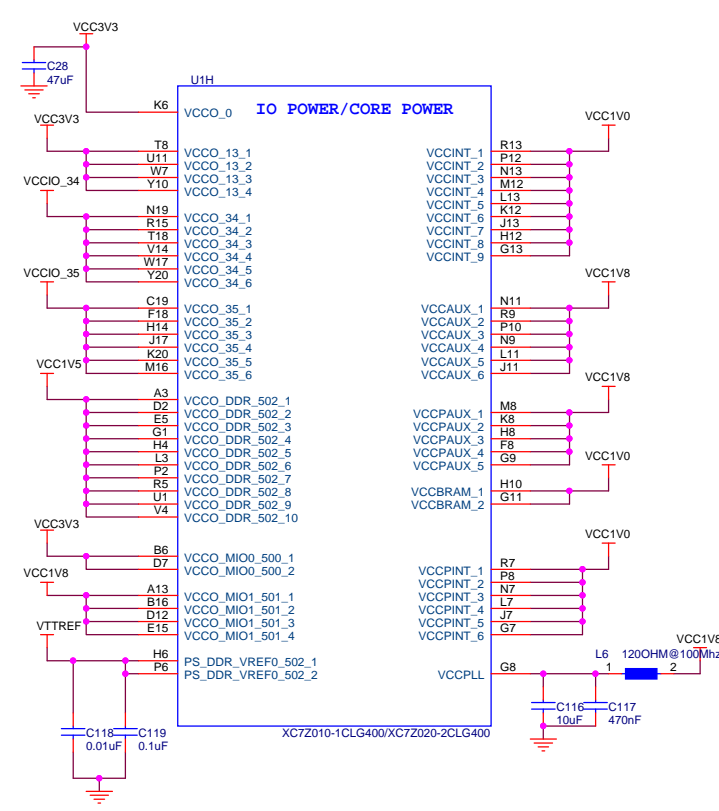 VCC3V3
C28
47uF
U1H
IO POWER/CORE POWER
K6
VCCO_0
VCC3V3
T8
VCCO_13_1
U11
VCCO_13_2
W7
VCCO_13_3
Y10
VCCO_13_4
VCCIO_34
N19
VCCO_34_1
R15
VCCO_34_2
T18
VCCO_34_3
V14
VCCO_34_4
W17
VCCO_34_5
Y20
VCCO_34_6
VCCIO_35
C19
VCCO_35_1
F18
VCCO_35_2
H14
VCCO_35_3
J17
VCCO_35_4
K20
VCCO_35_5
M16
VCCO_35_6
VCC1V5
A3
VCCO_DDR_502_1
D2
VCCO_DDR_502_2
E5
VCCO_DDR_502_3
G1
VCCO_DDR_502_4
H4
VCCO_DDR_502_5
L3
VCCO_DDR_502_6
P2
VCCO_DDR_502_7
R5
VCCO_DDR_502_8
U1
VCCO_DDR_502_9
V4
VCCO_DDR_502_10
VCC3V3
B6
VCCO_MIO0_500_1
D7
VCCO_MIO0_500_2
VCC1V8
A13
VCCO_MIO1_501_1
B16
VCCO_MIO1_501_2
D12
VCCO_MIO1_501_3
E15
VCCO_MIO1_501_4
VTTREF
H6
PS_DDR_VREF0_502_1
P6
PS_DDR_VREF0_502_2
C118
0.01uF
C119
0.1uF
VCC1V0
R13
VCCINT_1
P12
VCCINT_2
N13
VCCINT_3
M12
VCCINT_4
L13
VCCINT_5
K12
VCCINT_6
J13
VCCINT_7
H12
VCCINT_8
G13
VCCINT_9
VCC1V8
N11
VCCAUX_1
R9
VCCAUX_2
P10
VCCAUX_3
N9
VCCAUX_4
L11
VCCAUX_5
J11
VCCAUX_6
VCC1V8
M8
VCCPAUX_1
K8
VCCPAUX_2
H8
VCCPAUX_3
F8
VCCPAUX_4
G9
VCCPAUX_5
VCC1V0
H10
VCCBRAM_1
G11
VCCBRAM_2
VCC1V0
R7
VCCPINT_1
P8
VCCPINT_2
N7
VCCPINT_3
L7
VCCPINT_4
J7
VCCPINT_5
G7
VCCPINT_6
VCC1V8
L6 120OHM@100Mhz
G8
VCCPLL
1 2
C116
10uF
C117
470nF
XC7Z010-1CLG400/XC7Z020-2CLG400